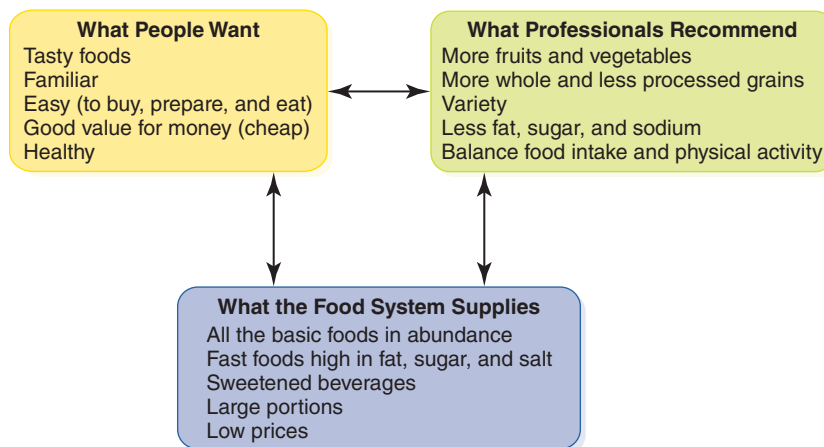 What People Want
Tasty foods
Familiar
Easy (to buy, prepare, and eat)
Good value for money (cheap)
Healthy
What Professionals Recommend
More fruits and vegetables
More whole and less processed grains
Variety
Less fat, sugar, and sodium
Balance food intake and physical activity
What the Food System Supplies
All the basic foods in abundance
Fast foods high in fat, sugar, and salt
Sweetened beverages
Large portions
Low prices